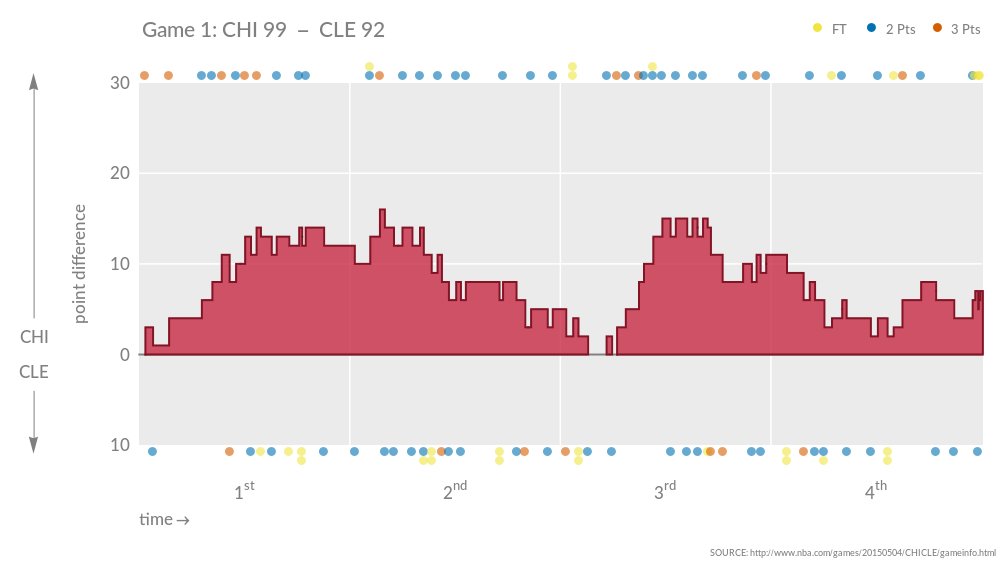 Game 1: CHI 99 – CLE 92
FT 2 Pts 3 Pts
30
20
10
0
10
point difference
CHI
CLE
1st 2nd 3rd 4th
time→
SOURCE: http://www.nba.com/games/20150504/CHICLE/gameinfo.html